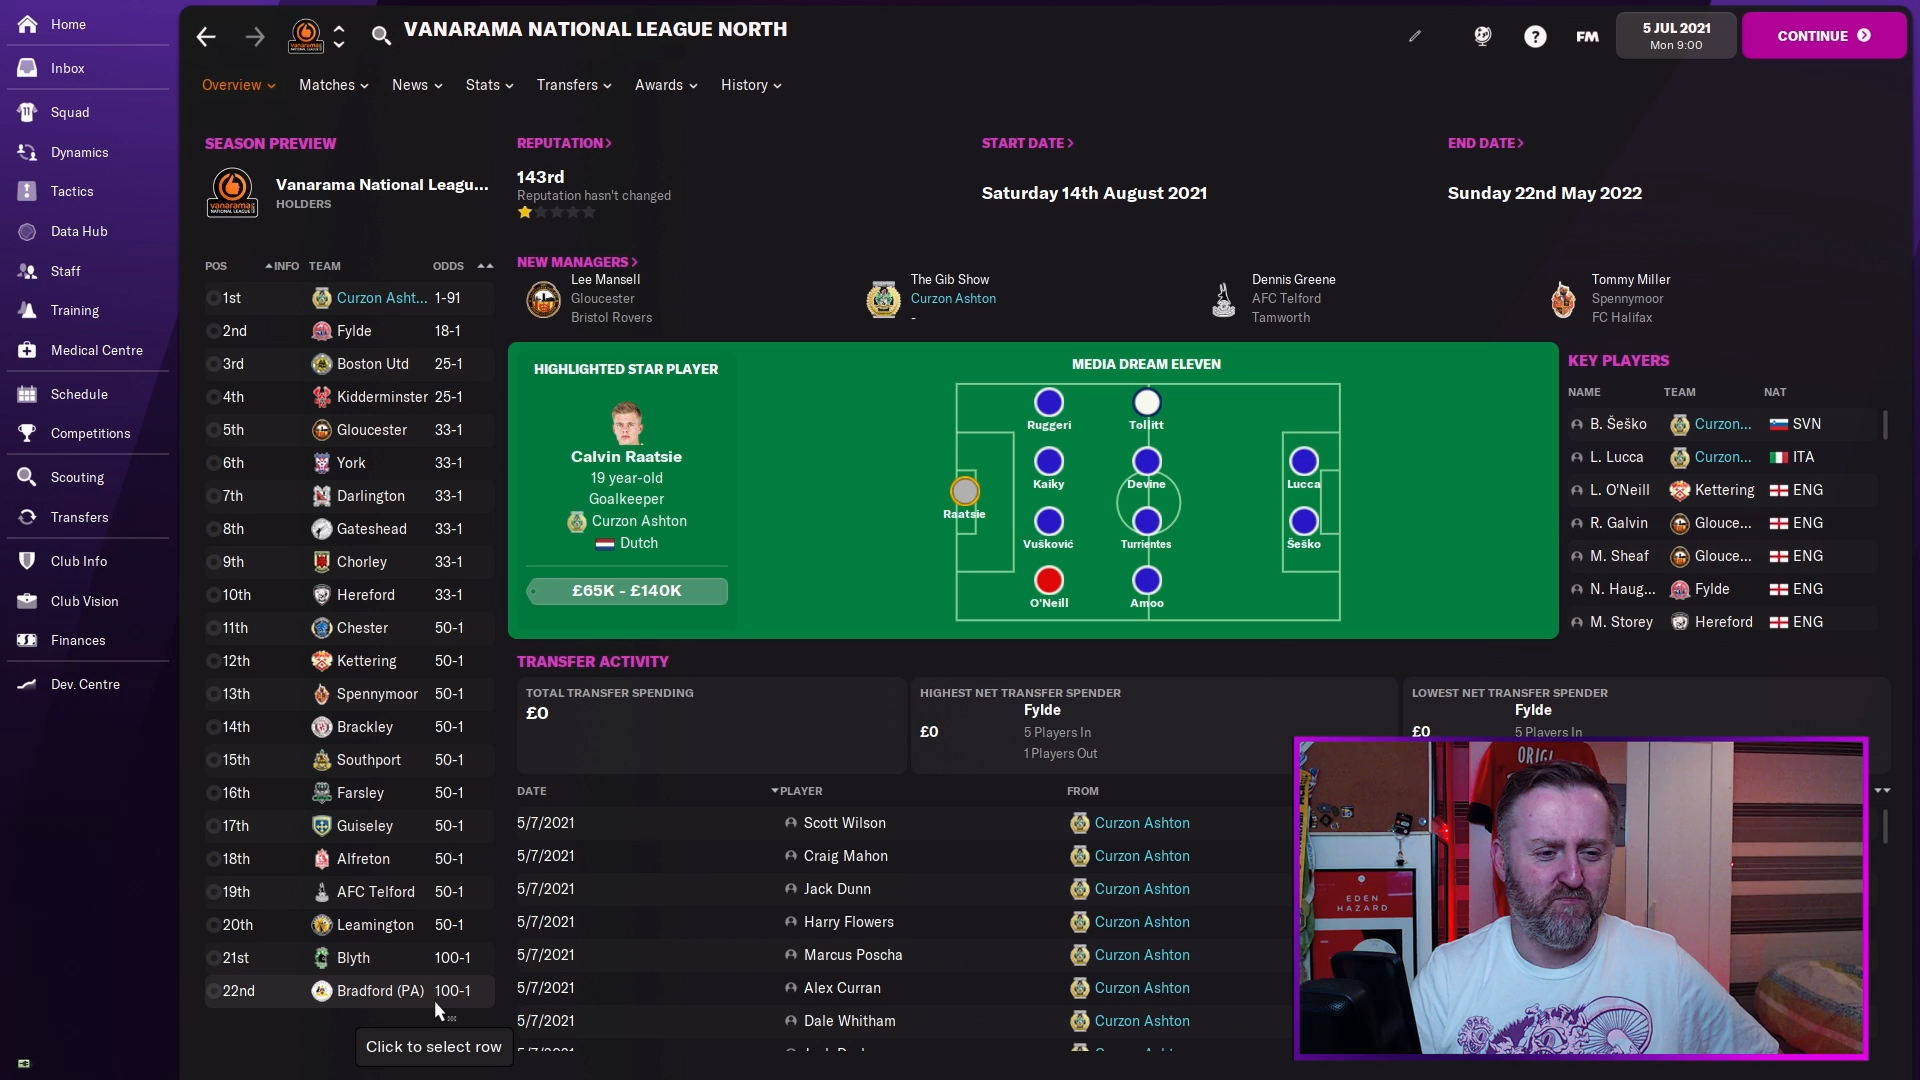 Home
Inbox
Squad
Dynamics
Tactics
Data Hub
Staff
Training
Medical Centre
Schedule
Competitions
Scouting
Transfers
Club Info
Club Vision
Finances
Dev. Centre
VANARAMA NATIONAL LEAGUE NORTH
FM
5 JUL 2021
Mon 9:00
CONTINUE
Overview Matches News Stats Transfers Awards History
SEASON PREVIEW
Vanarama National Leagu...
HOLDERS
POS INFO TEAM ODDS
1st Curzon Asht... 1-91
2nd Fylde 18-1
3rd Boston Utd 25-1
4th Kidderminster 25-1
5th Gloucester 33-1
6th York 33-1
7th Darlington 33-1
8th Gateshead 33-1
9th Chorley 33-1
10th Hereford 33-1
11th Chester 50-1
12th Kettering 50-1
13th Spennymoor 50-1
14th Brackley 50-1
15th Southport 50-1
16th Farsley 50-1
17th Guiseley 50-1
18th Alfreton 50-1
19th AFC Telford 50-1
20th Leamington 50-1
21st Blyth 100-1
22nd Bradford (PA) 100-1
Click to select row
REPUTATION
143rd
Reputation hasn't changed
START DATE
Saturday 14th August 2021
END DATE
Sunday 22nd May 2022
NEW MANAGERS
Lee Mansell
Gloucester
Bristol Rovers
The Gib Show
Curzon Ashton
-
Dennis Greene
AFC Telford
Tamworth
Tommy Miller
Spennymoor
FC Halifax
HIGHLIGHTED STAR PLAYER
Calvin Raatsie
19 year-old
Goalkeeper
Curzon Ashton
Dutch
£65K - £140K
MEDIA DREAM ELEVEN
Ruggeri
Tollitt
Kaiky
Devine
Lucca
Raatsie
Vušković
Turrientes
Šeško
O'Neill
Amoo
KEY PLAYERS
NAME TEAM NAT
B. Šeško Curzon... SVN
L. Lucca Curzon... ITA
L. O'Neill Kettering ENG
R. Galvin Glouce... ENG
M. Sheaf Glouce... ENG
N. Haug... Fylde ENG
M. Storey Hereford ENG
TRANSFER ACTIVITY
TOTAL TRANSFER SPENDING
£0
HIGHEST NET TRANSFER SPENDER
Fylde
£0
5 Players In
1 Players Out
LOWEST NET TRANSFER SPENDER
Fylde
£0
5 Players In
DATE PLAYER FROM
5/7/2021 Scott Wilson Curzon Ashton
5/7/2021 Craig Mahon Curzon Ashton
5/7/2021 Jack Dunn Curzon Ashton
5/7/2021 Harry Flowers Curzon Ashton
5/7/2021 Marcus Poscha Curzon Ashton
5/7/2021 Alex Curran Curzon Ashton
5/7/2021 Dale Whitham Curzon Ashton
EDEN
HAZARD